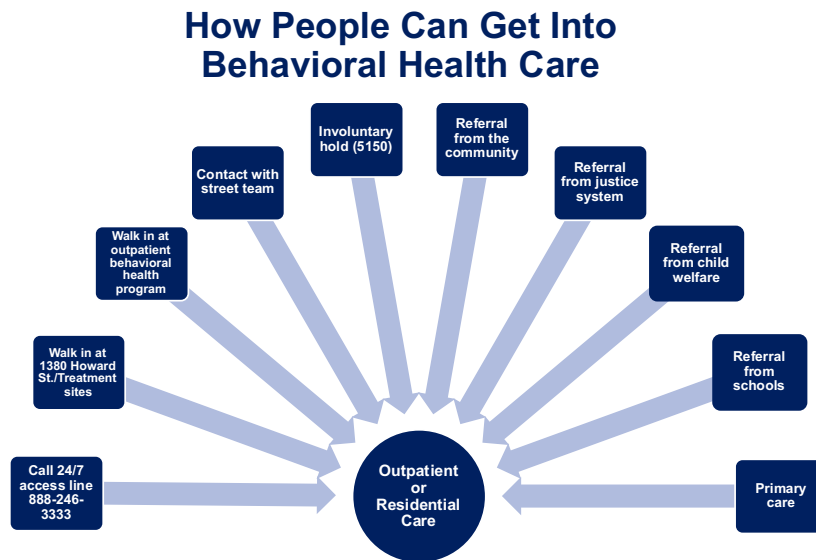 How People Can Get Into
Behavioral Health Care
Involuntary
hold (5150)
Referral
from the
community
Contact with
street team
Referral
from justice
system
Walk in at
outpatient
behavioral
health
program
Referral
from child
welfare
Walk in at
1380 Howard
St./Treatment
sites
Referral
from
schools
Call 24/7
access line
888-246-
3333
Outpatient
or
Residential
Care
Primary
care